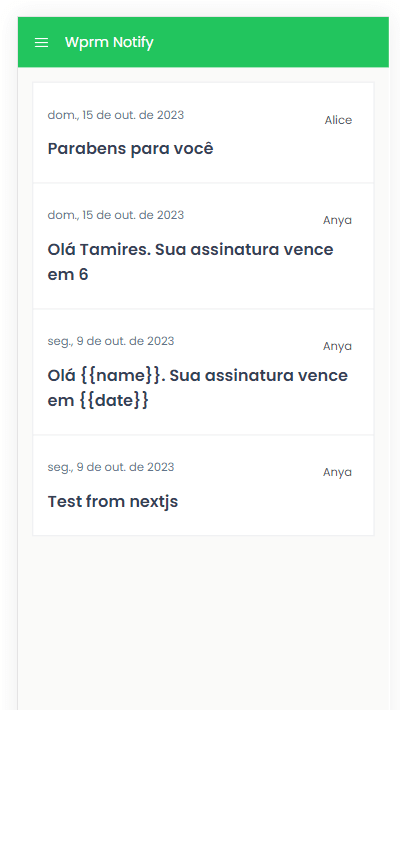 Wprm Notify
dom., 15 de out. de 2023
Alice
Parabens para você
dom., 15 de out. de 2023
Anya
Olá Tamires. Sua assinatura vence
em 6
seg., 9 de out. de 2023
Anya
Olá {{name}}. Sua assinatura vence
em {{date}}
seg., 9 de out. de 2023
Anya
Test from nextjs